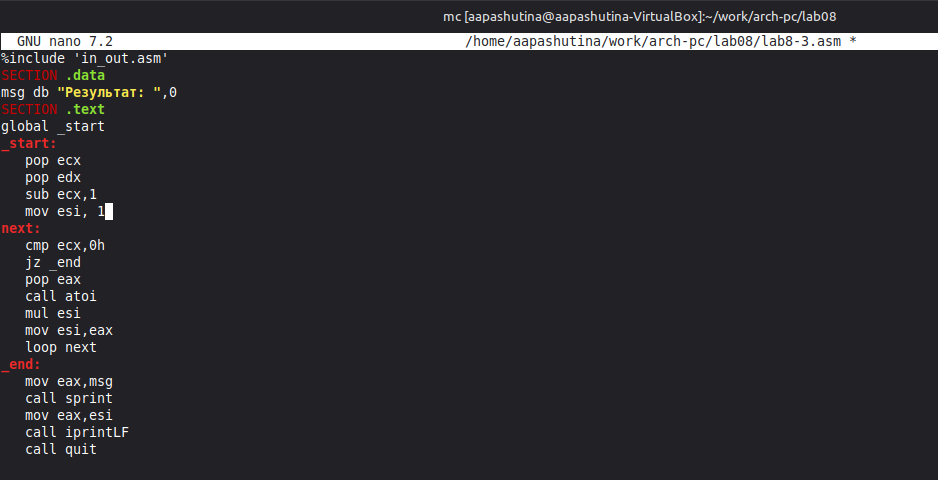 mc [aapashutina@aapashutina-VirtualBox]:~/work/arch-pc/lab08
GNU nano 7.2 /home/aapashutina/work/arch-pc/lab08/lab8-3.asm *
%include 'in_out.asm'
SECTION .data
msg db "Результат: ",0
SECTION .text
global _start
_start:
pop ecx
pop edx
sub ecx,1
mov esi, 1
next:
cmp ecx,0h
jz _end
pop eax
call atoi
mul esi
mov esi,eax
loop next
_end:
mov eax,msg
call sprint
mov eax,esi
call iprintLF
call quit